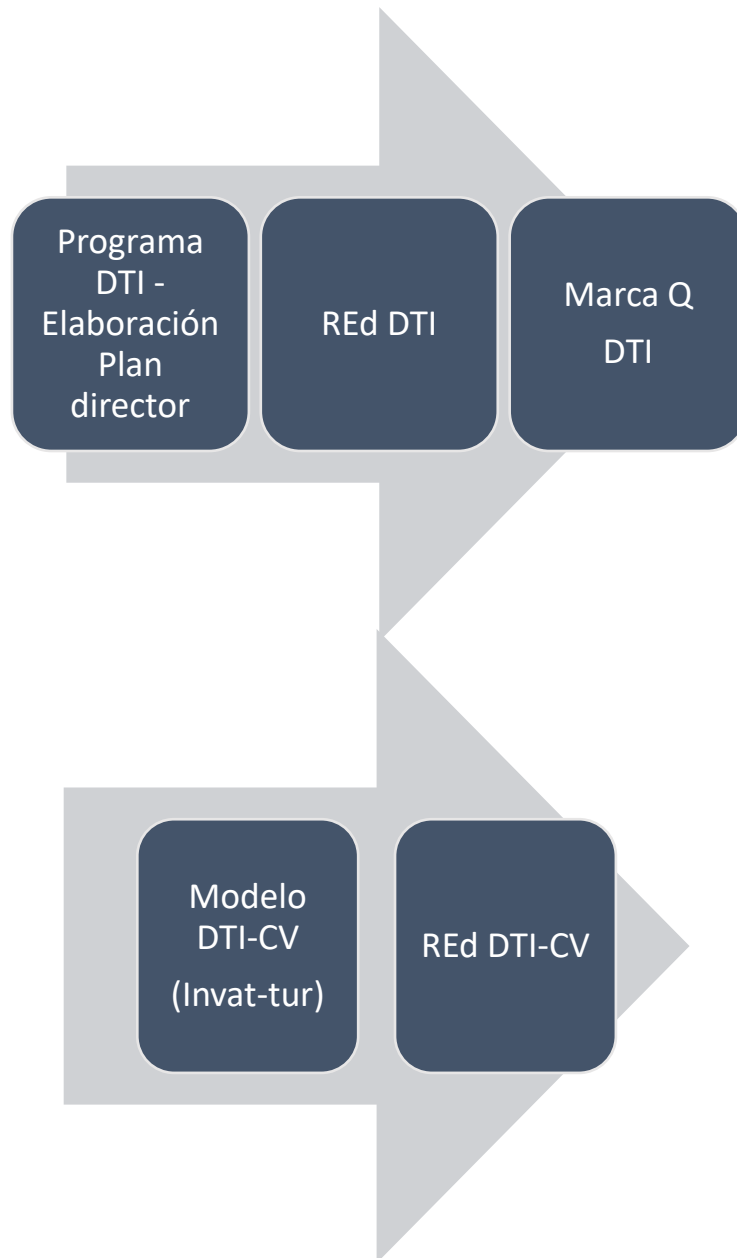 Programa
DTI -
Elaboración
Plan
director
REd DTI
Marca Q
DTI
Modelo
DTI-CV
(Invat-tur)
REd DTI-CV